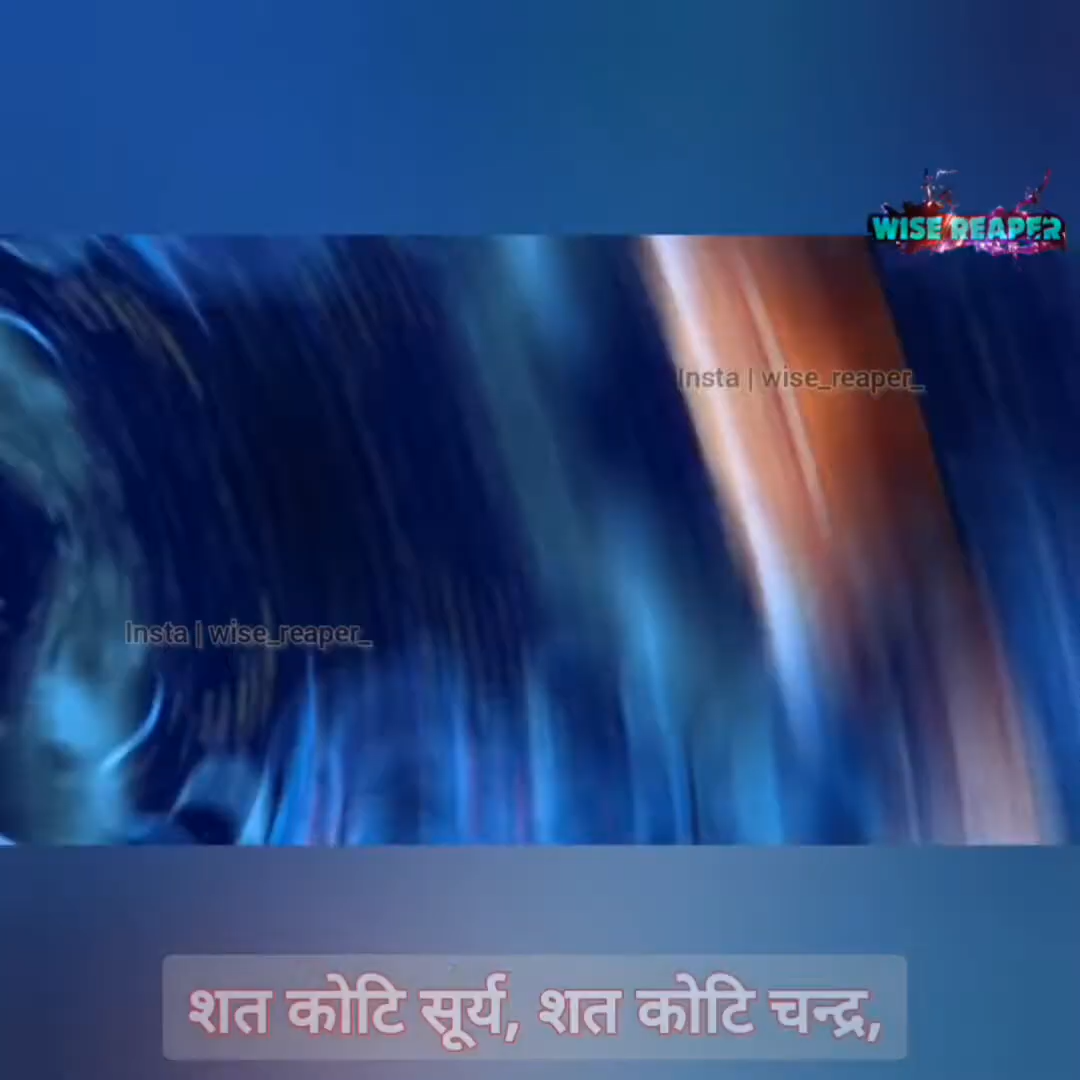 WISE REAPER
Insta | wise_reaper_
Insta | wise_reaper_
शत कोटि सूर्य, शत कोटि चन्द्र,